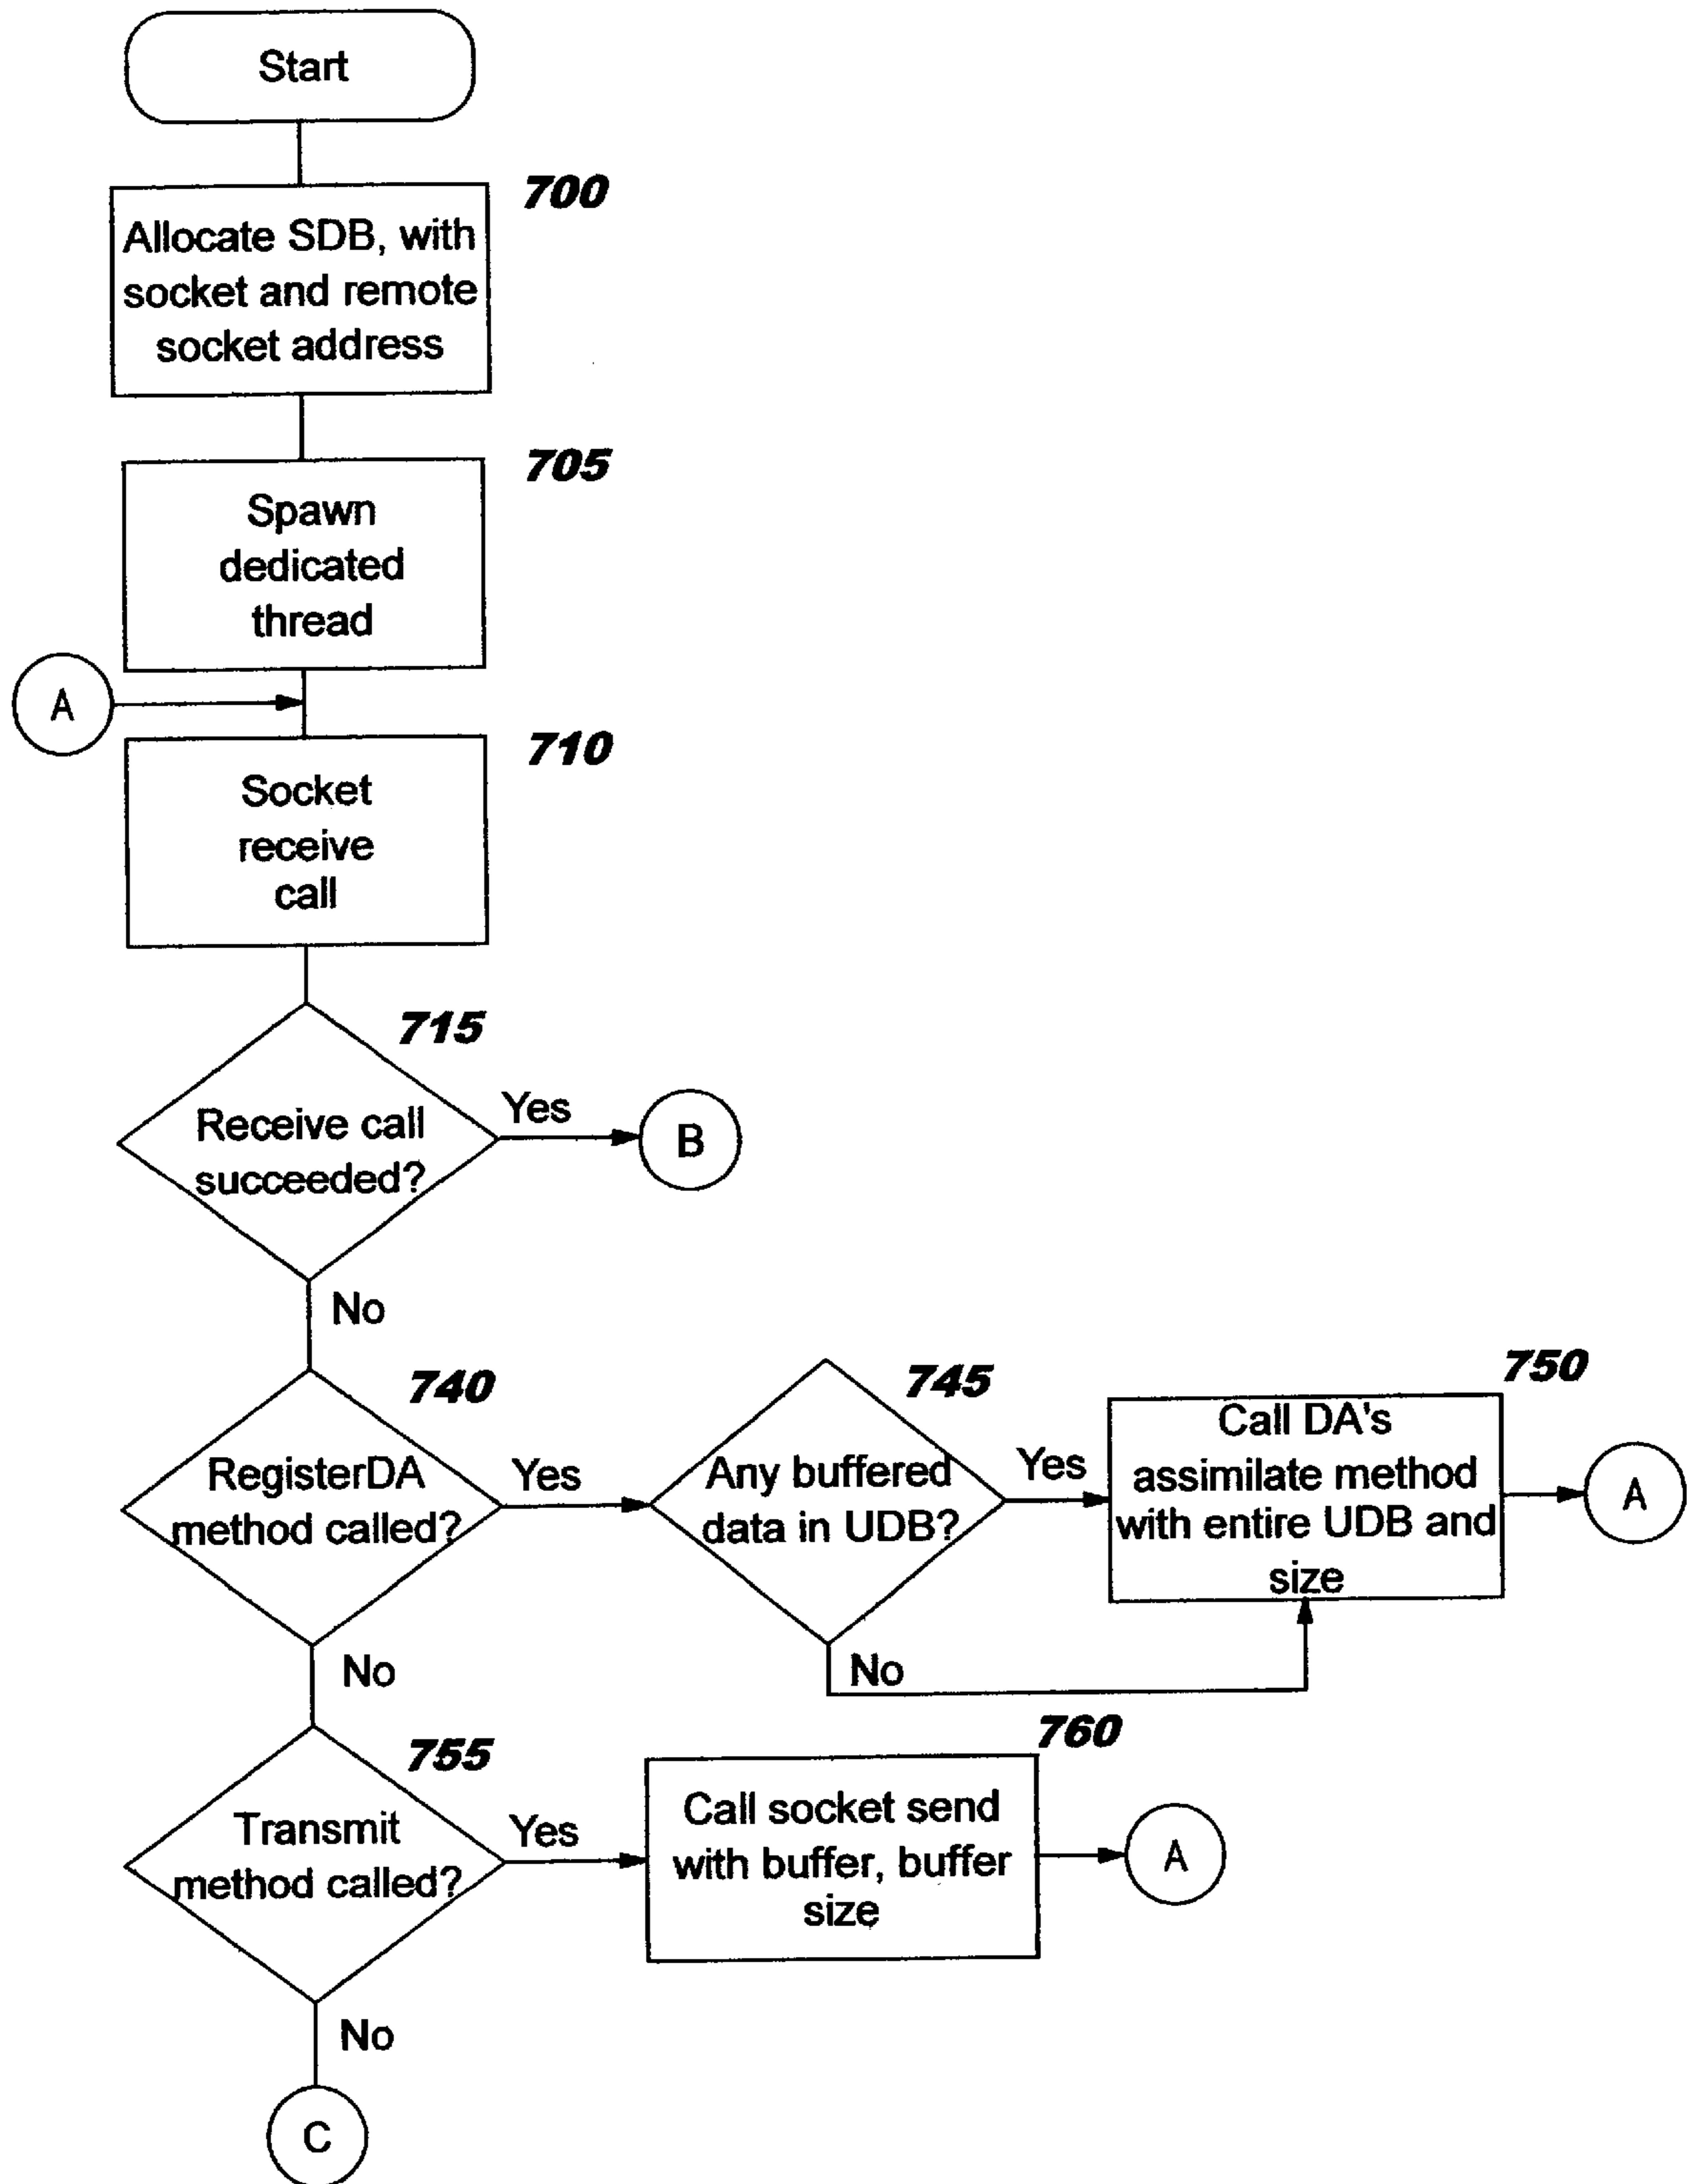 Start
700
Allocate SDB, with
socket and remote
socket address
705
Spawn
dedicated
thread
A
710
Socket
receive
call
715
Receive call
succeeded?
Yes
B
No
740
RegisterDA
method called?
Yes
745
Any buffered
data in UDB?
Yes
750
Call DA's
assimilate method
with entire UDB and
size
A
No
No
755
Transmit
method called?
Yes
760
Call socket send
with buffer, buffer
size
A
No
C